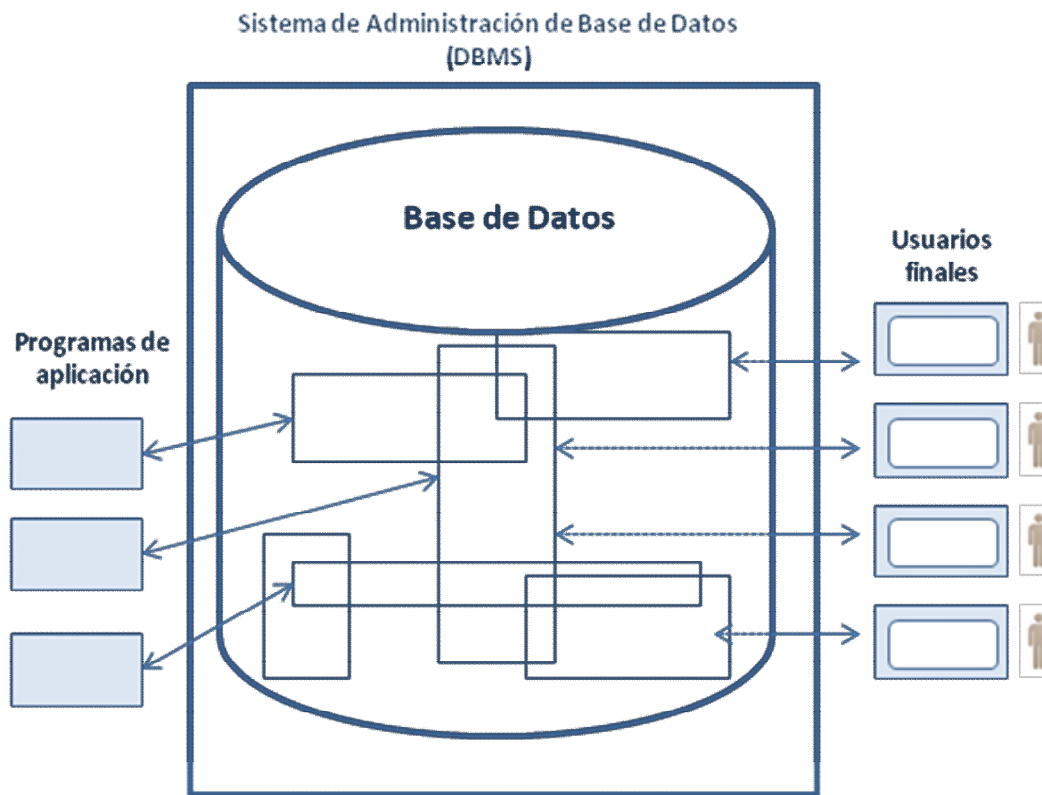 Sistema de Administración de Base de Datos
(DBMS)
Base de Datos
Usuarios
finales
Programas de
aplicación